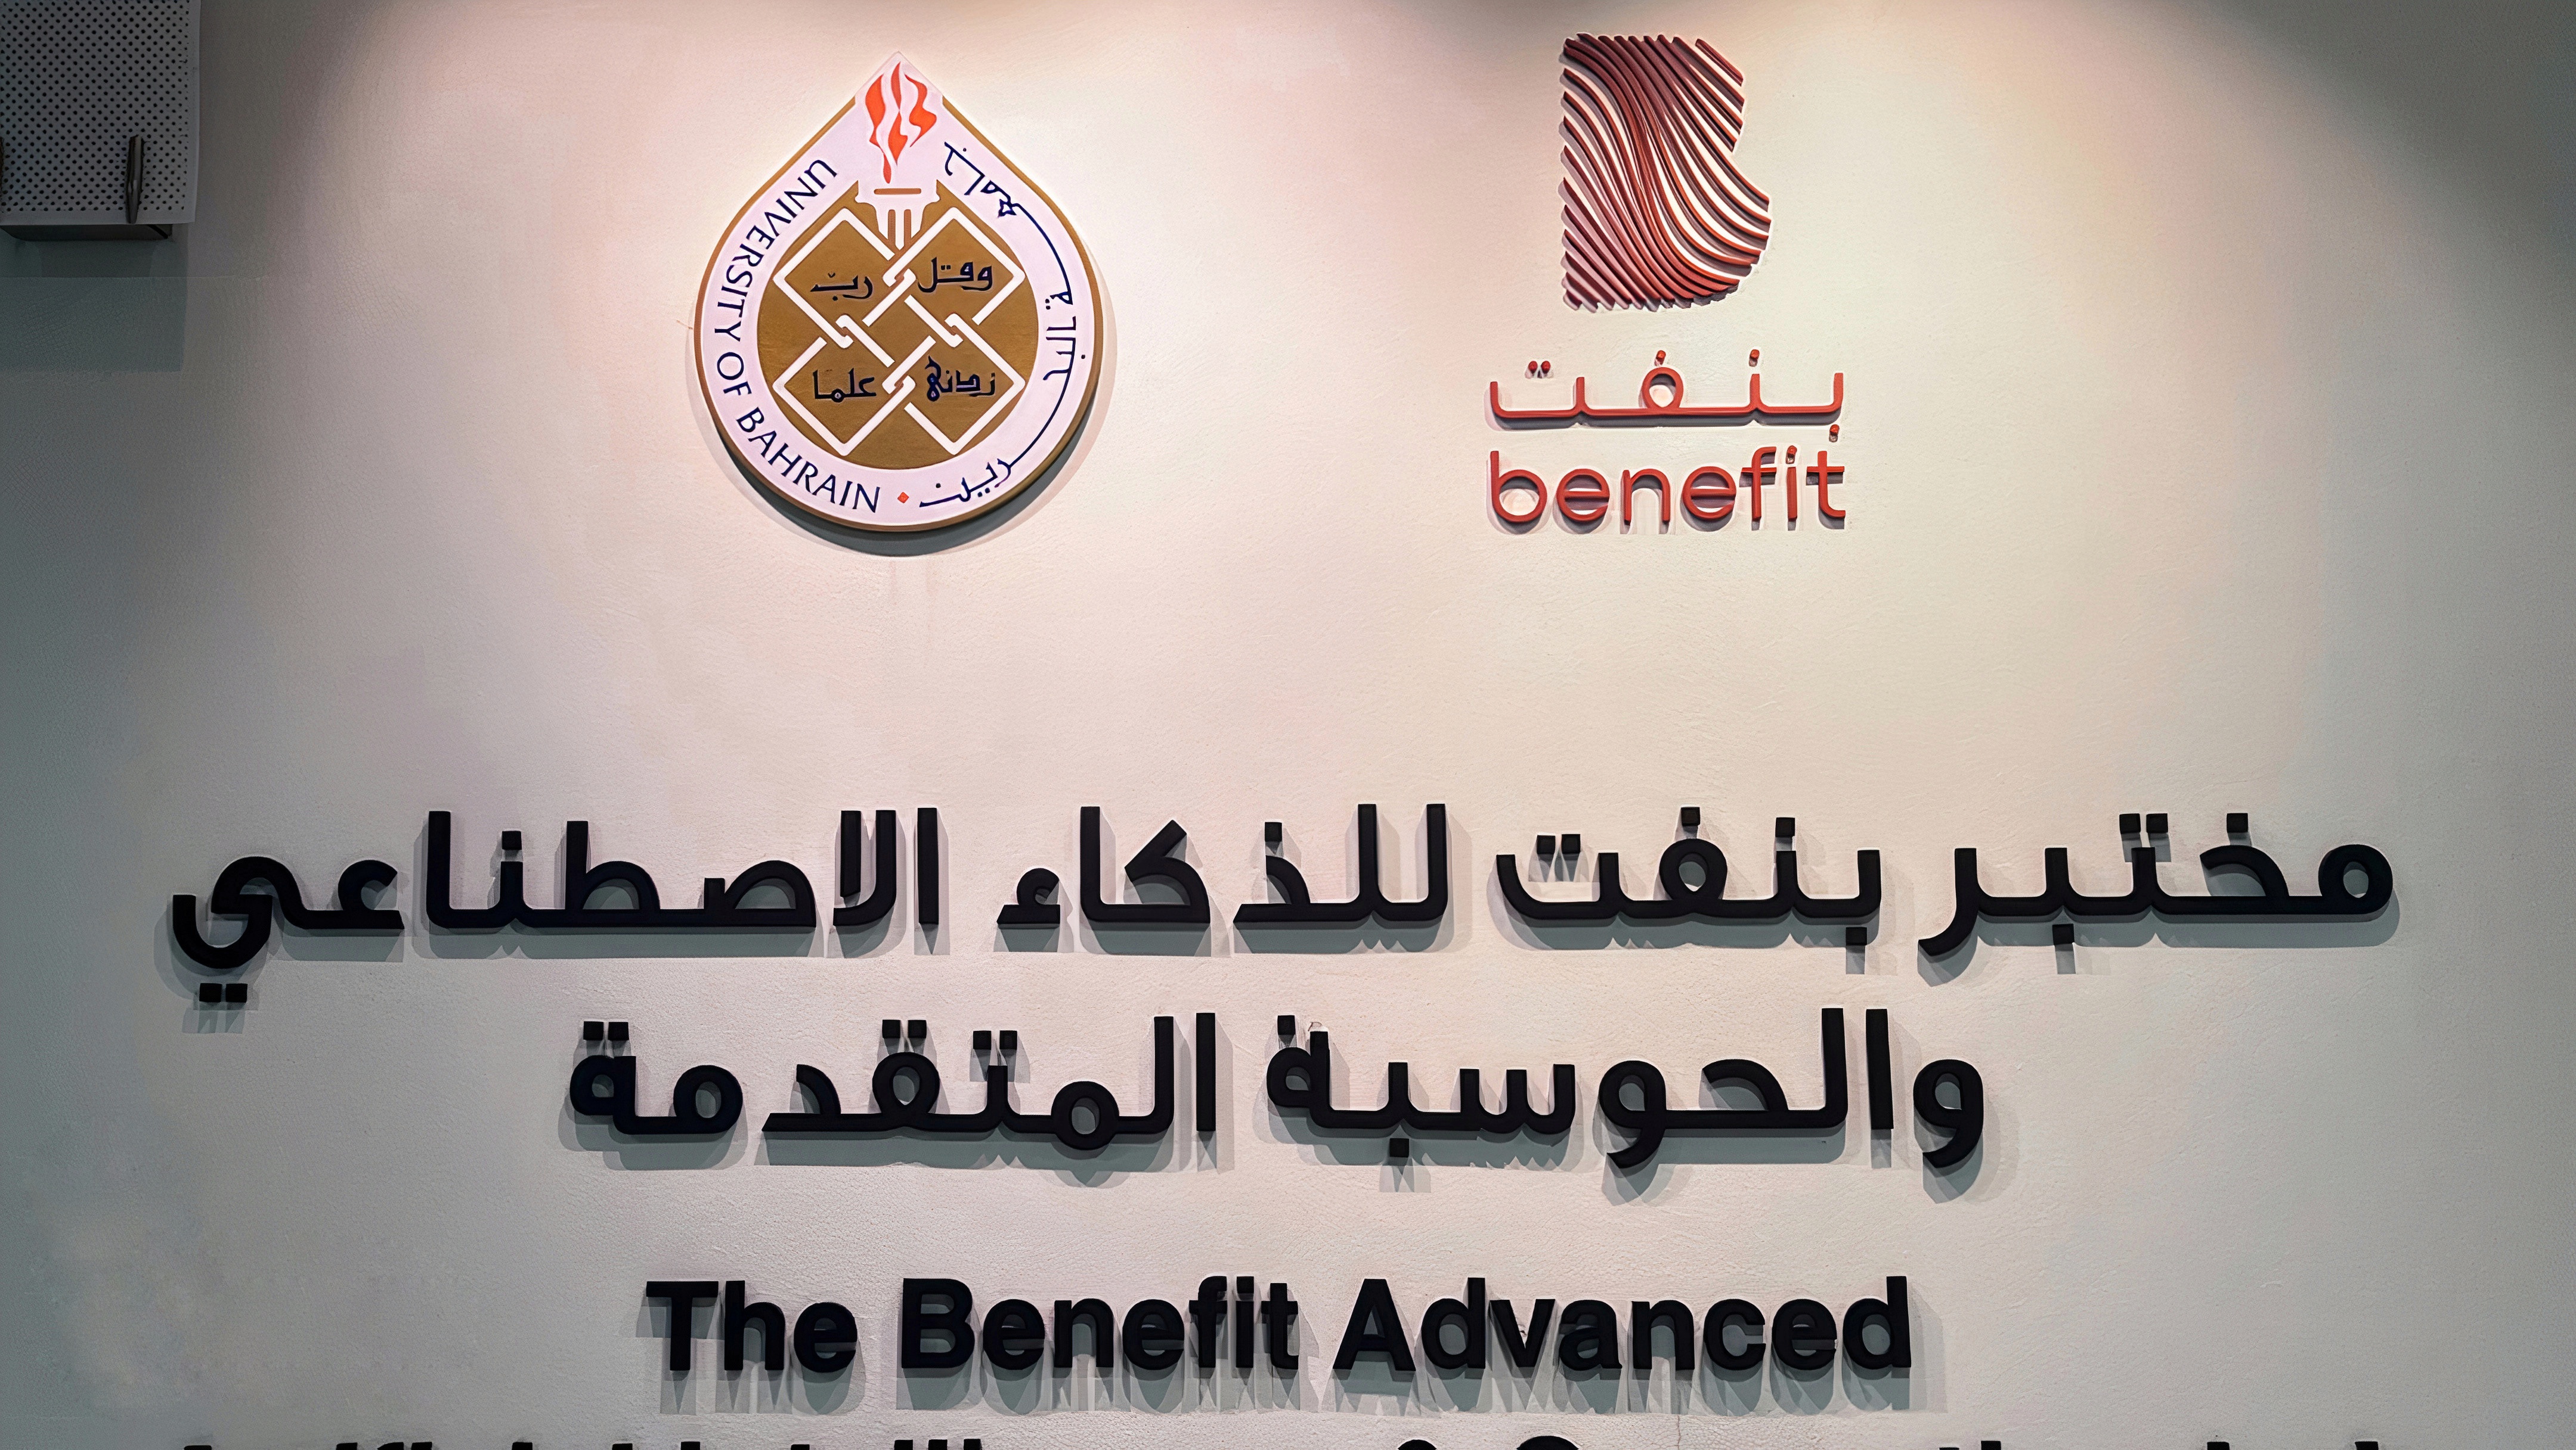 UNIVERSITY OF BAHRAIN
جامعة البحرين
وقل رب
زدني علما
بنفت
benefit
مختبر بنفت للذكاء الاصطناعي
والحوسبة المتقدمة
The Benefit Advanced